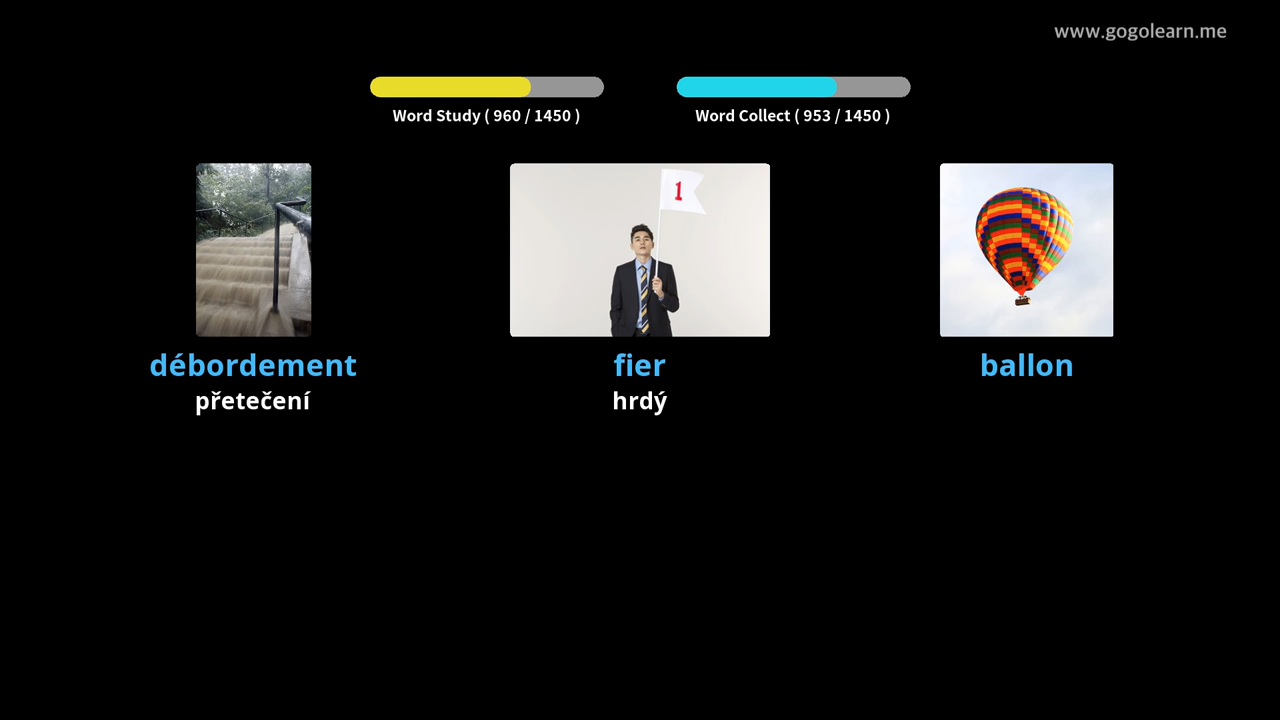 www.gogolearn.me
Word Study ( 960 / 1450 )
Word Collect ( 953 / 1450 )
1
débordement
fier
ballon
přetečení
hrdý